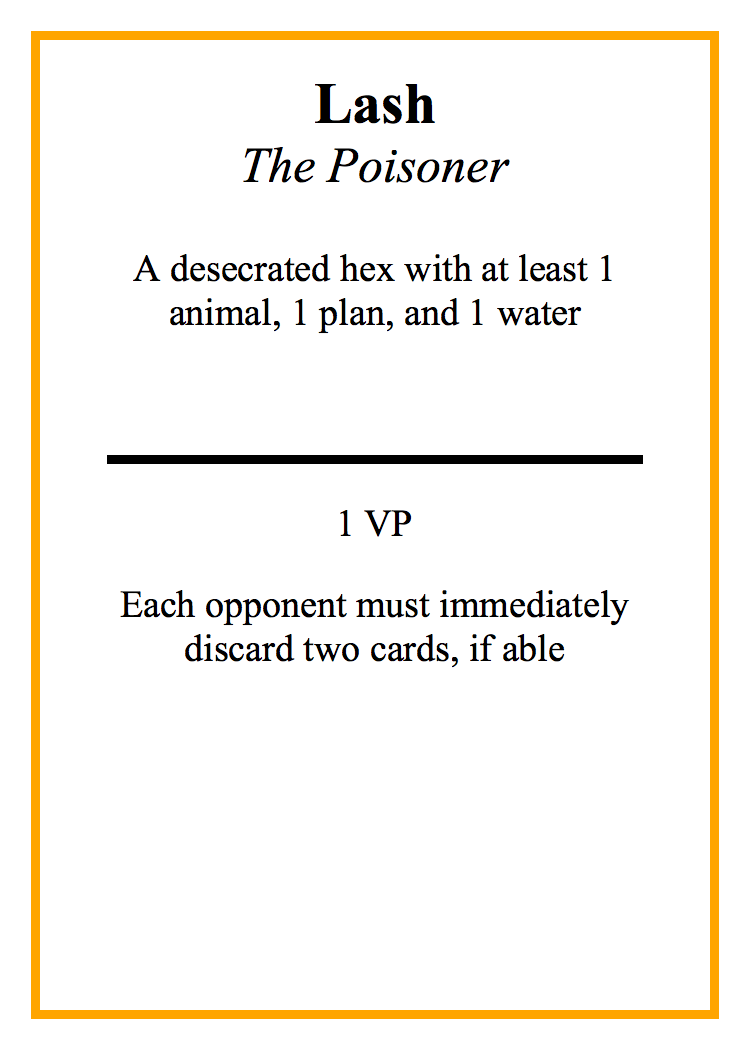 Lash
The Poisoner
A desecrated hex with at least 1
animal, 1 plan, and 1 water
1 VP
Each opponent must immediately
discard two cards, if able